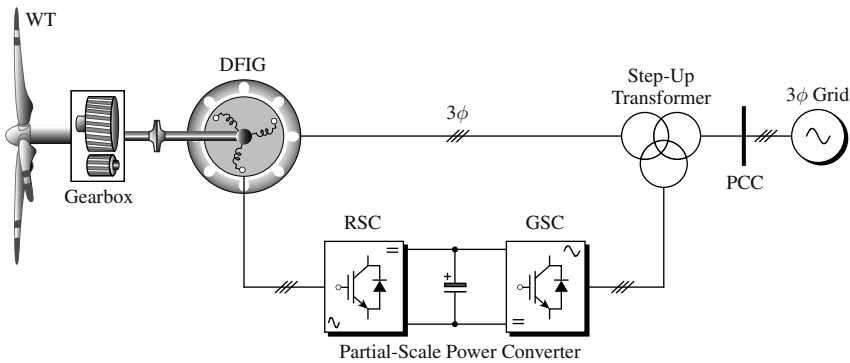 WT
DFIG
Step-Up
Transformer
3ϕ
3ϕ Grid
Gearbox
PCC
RSC
GSC
Partial-Scale Power Converter